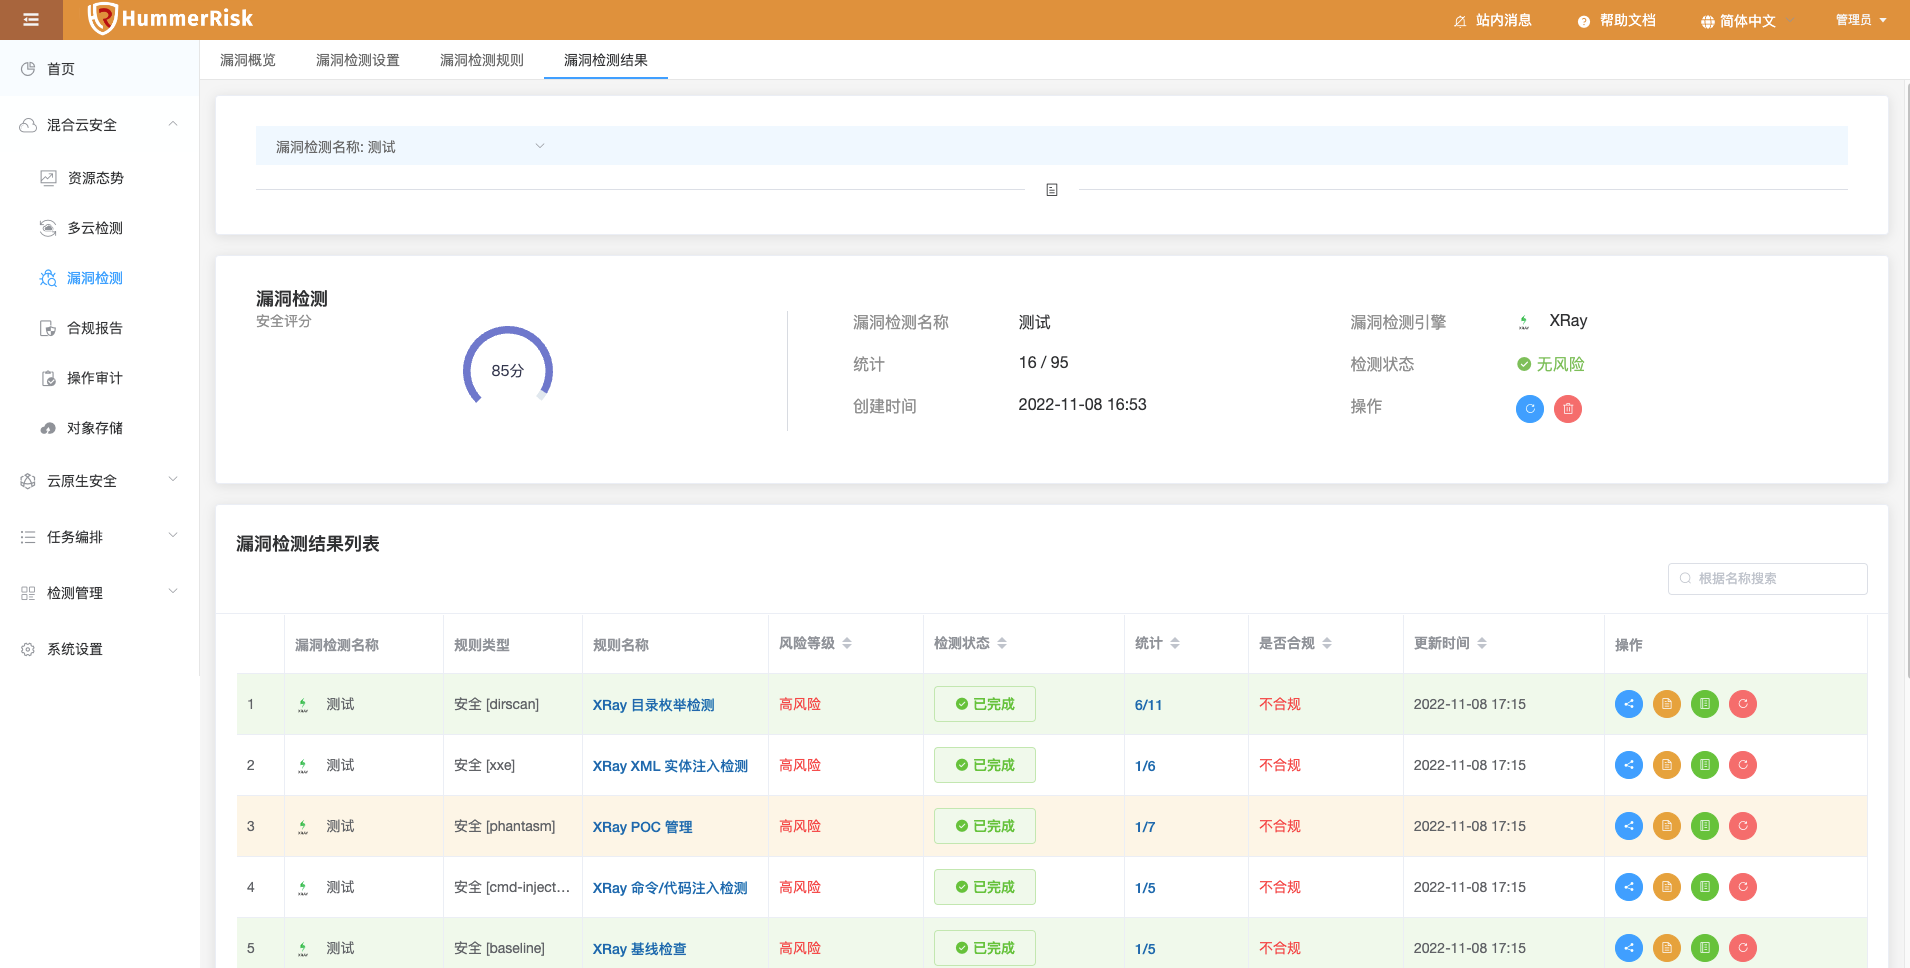 HummerRisk
站内消息
帮助文档
简体中文
管理员
首页
混合云安全
资源态势
多云检测
漏洞检测
合规报告
操作审计
对象存储
云原生安全
任务编排
检测管理
系统设置
漏洞概览
漏洞检测设置
漏洞检测规则
漏洞检测结果
漏洞检测名称: 测试
漏洞检测
安全评分
85分
漏洞检测名称 测试
统计 16 / 95
创建时间 2022-11-08 16:53
漏洞检测引擎 XRay
检测状态 无风险
操作
漏洞检测结果列表
根据名称搜索
漏洞检测名称 规则类型 规则名称 风险等级 检测状态 统计 是否合规 更新时间 操作
1 测试 安全 [dirscan] XRay 目录枚举检测 高风险 已完成 6/11 不合规 2022-11-08 17:15
2 测试 安全 [xxe] XRay XML 实体注入检测 高风险 已完成 1/6 不合规 2022-11-08 17:15
3 测试 安全 [phantasm] XRay POC 管理 高风险 已完成 1/7 不合规 2022-11-08 17:15
4 测试 安全 [cmd-inject... XRay 命令/代码注入检测 高风险 已完成 1/5 不合规 2022-11-08 17:15
5 测试 安全 [baseline] XRay 基线检查 高风险 已完成 1/5 不合规 2022-11-08 17:15